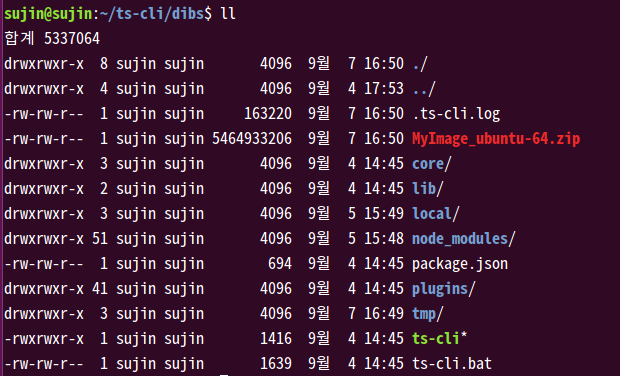 sujin@sujin:~/ts-cli/dibs$ ll
합계 5337064
drwxrwxr-x  8 sujin sujin       4096  9월  7 16:50 ./
drwxrwxr-x  4 sujin sujin       4096  9월  4 17:53 ../
-rw-rw-r--  1 sujin sujin     163220  9월  7 16:50 .ts-cli.log
-rw-rw-r--  1 sujin sujin 5464933206  9월  7 16:50 MyImage_ubuntu-64.zip
drwxrwxr-x  3 sujin sujin       4096  9월  4 14:45 core/
drwxrwxr-x  2 sujin sujin       4096  9월  4 14:45 lib/
drwxrwxr-x  3 sujin sujin       4096  9월  5 15:49 local/
drwxrwxr-x 51 sujin sujin       4096  9월  5 15:48 node_modules/
-rw-rw-r--  1 sujin sujin        694  9월  4 14:45 package.json
drwxrwxr-x 41 sujin sujin       4096  9월  4 14:45 plugins/
drwxrwxr-x  3 sujin sujin       4096  9월  7 16:49 tmp/
-rwxrwxr-x  1 sujin sujin       1416  9월  4 14:45 ts-cli*
-rw-rw-r--  1 sujin sujin       1639  9월  4 14:45 ts-cli.bat